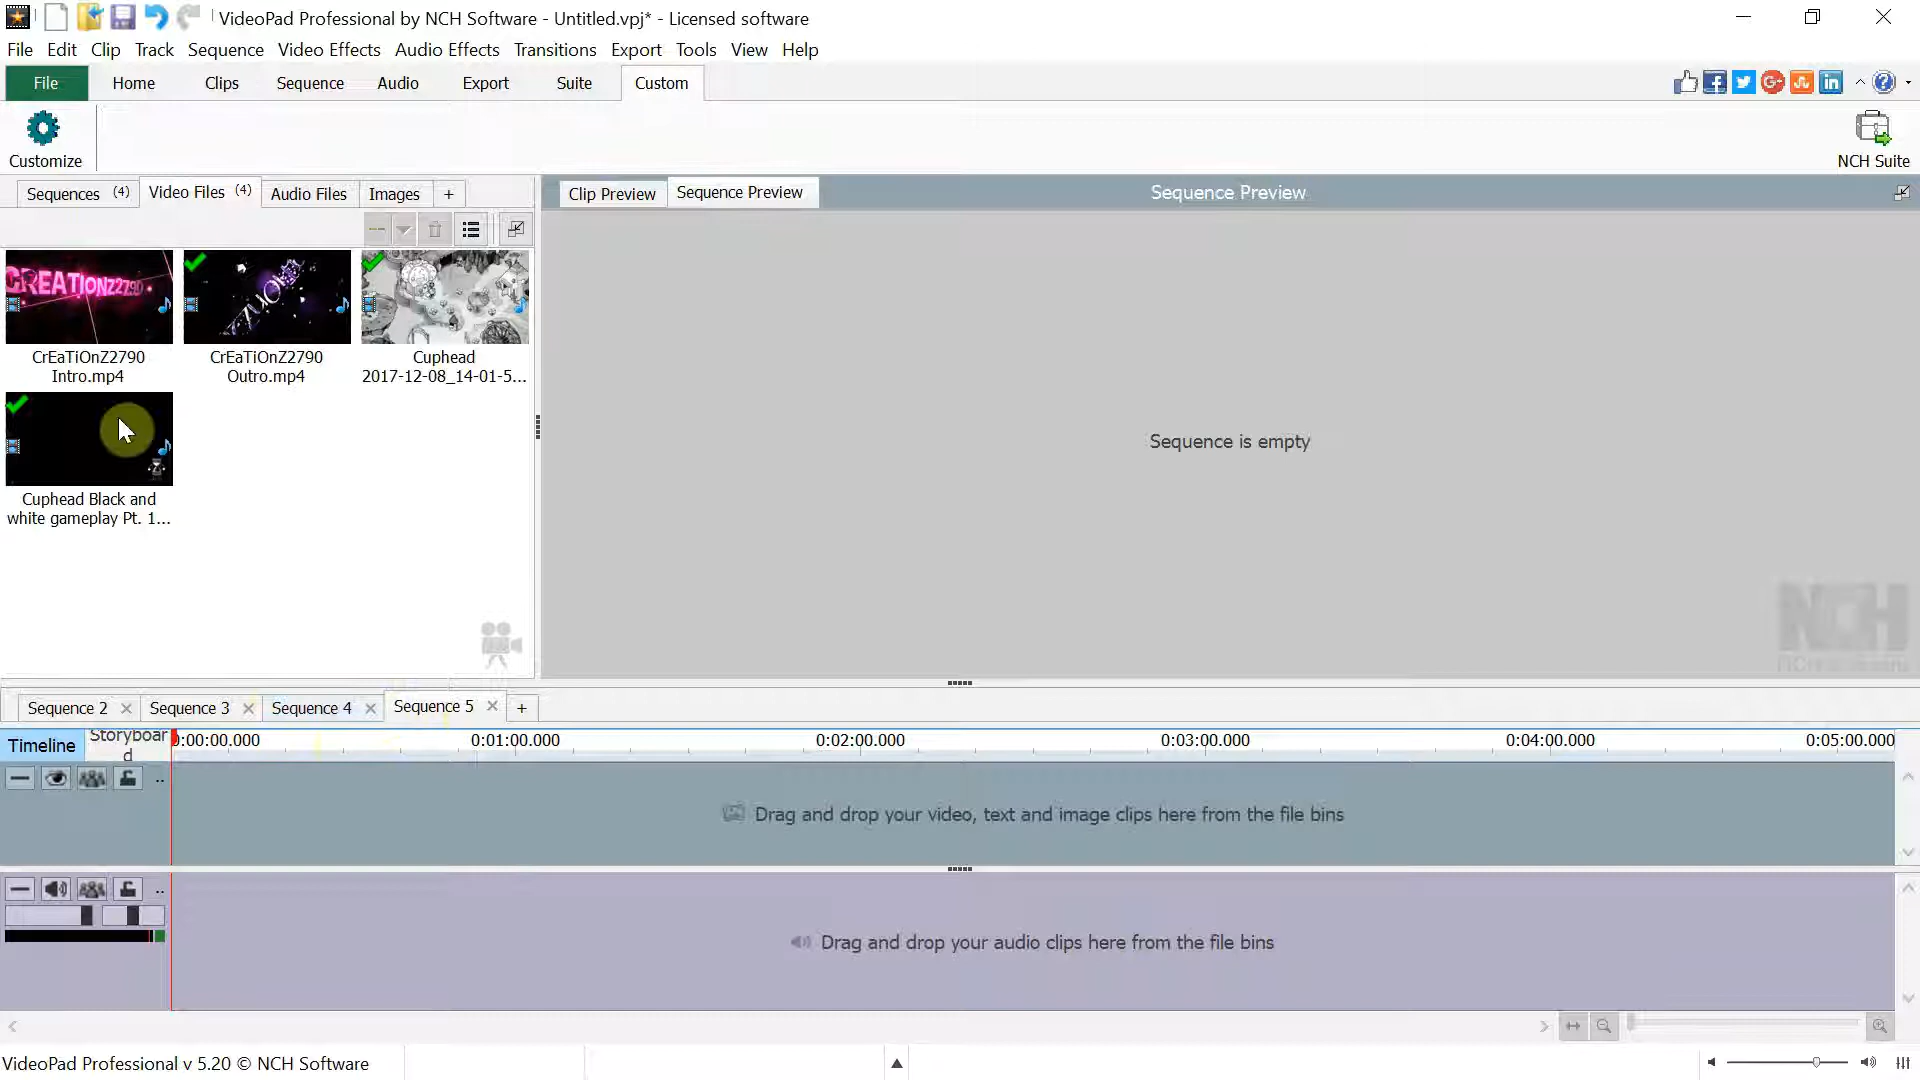 VideoPad Professional by NCH Software - Untitled.vpj* - Licensed software
File Edit Clip Track Sequence Video Effects Audio Effects Transitions Export Tools View Help
File Home Clips Sequence Audio Export Suite Custom
Customize
NCH Suite
Sequences (4) Video Files (4) Audio Files Images +
Clip Preview Sequence Preview
Sequence Preview
CREATIONZ2790
CrEaTiOnZ2790
Intro.mp4
CrEaTiOnZ2790
Outro.mp4
Cuphead
2017-12-08_14-01-5...
Cuphead Black and
white gameplay Pt. 1...
Sequence is empty
NCH
Sequence 2 Sequence 3 Sequence 4 Sequence 5 +
Timeline
Storyboar
d
0:00:00.000 0:01:00.000 0:02:00.000 0:03:00.000 0:04:00.000 0:05:00.000
Drag and drop your video, text and image clips here from the file bins
Drag and drop your audio clips here from the file bins
VideoPad Professional v 5.20 © NCH Software